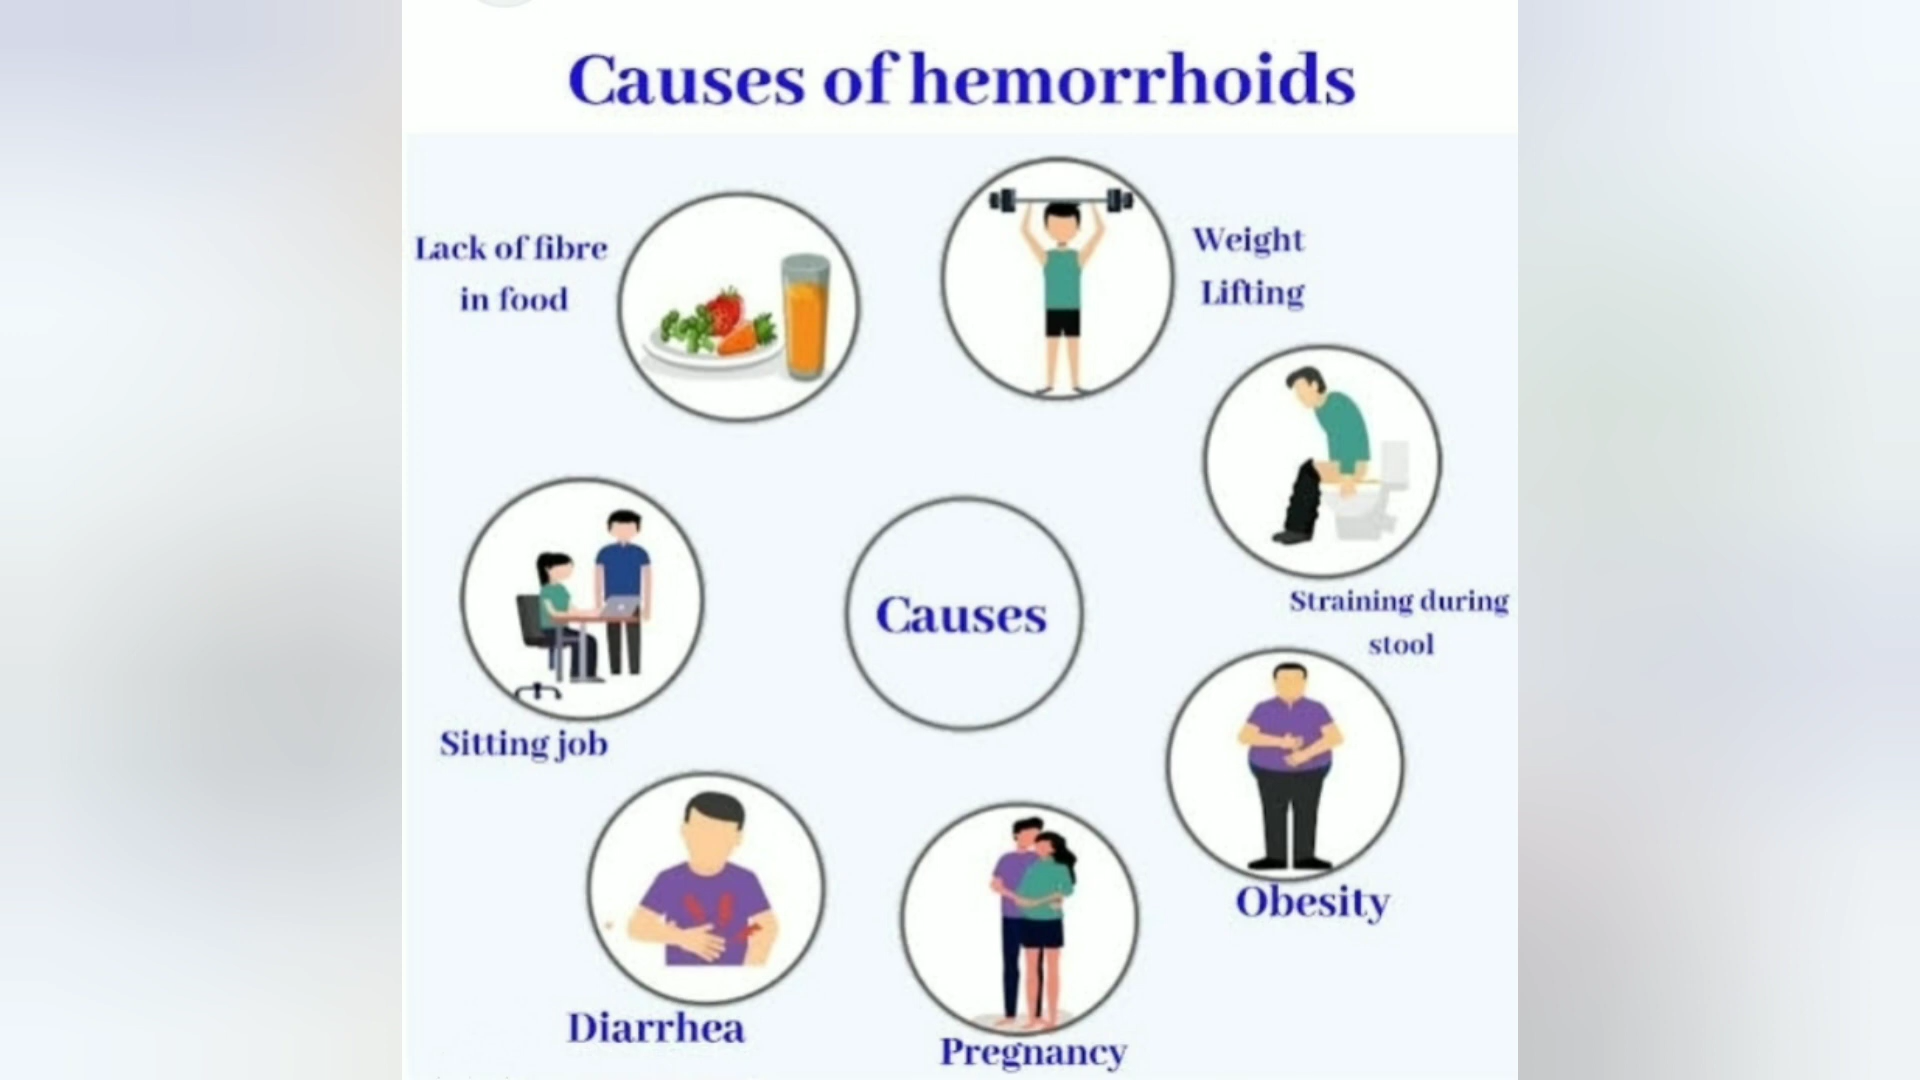 Causes of hemorrhoids
Lack of fibre
in food
Weight
Lifting
Straining during
stool
Causes
Sitting job
Obesity
Diarrhea
Pregnancy